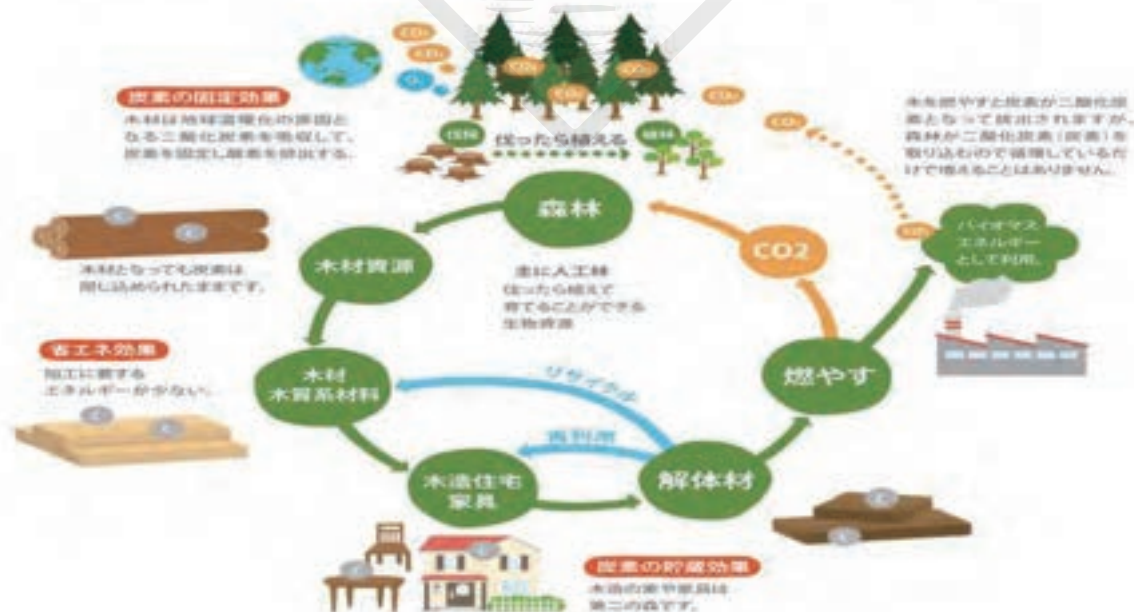 CO₂
CO₂
O₂
CO₂
CO₂
CO₂
CO₂
CO₂
炭素の固定効果
木材は地球温暖化の原因と
なる二酸化炭素を吸収して、
炭素を固定し酸素を排出する。
伐採
伐ったら植える
植林
木を燃やすと炭素が二酸化炭
素となって排出されますが、
森林が二酸化炭素(炭素)を
取り込むので循環しているだ
けで増えることはありません。
森林
主に人工林
伐ったら植えて
育てることができる
生物資源
木材資源
C
C
木材となっても炭素は
閉じ込められたままです。
省エネ効果
加工に要する
エネルギーが少ない。
C
C
木材
木質系材料
リサイクル
再利用
木造住宅
家具
解体材
燃やす
CO2
CO₂
バイオマス
エネルギー
として利用。
C
C
C
C
炭素の貯蔵効果
木造の家や家具は
第二の森です。